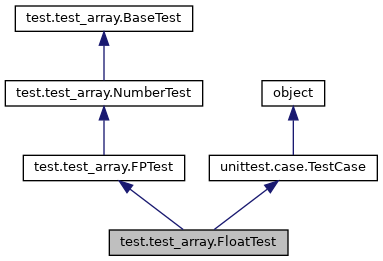 test.test_array.BaseTest
test.test_array.NumberTest
object
test.test_array.FPTest
unittest.case.TestCase
test.test_array.FloatTest